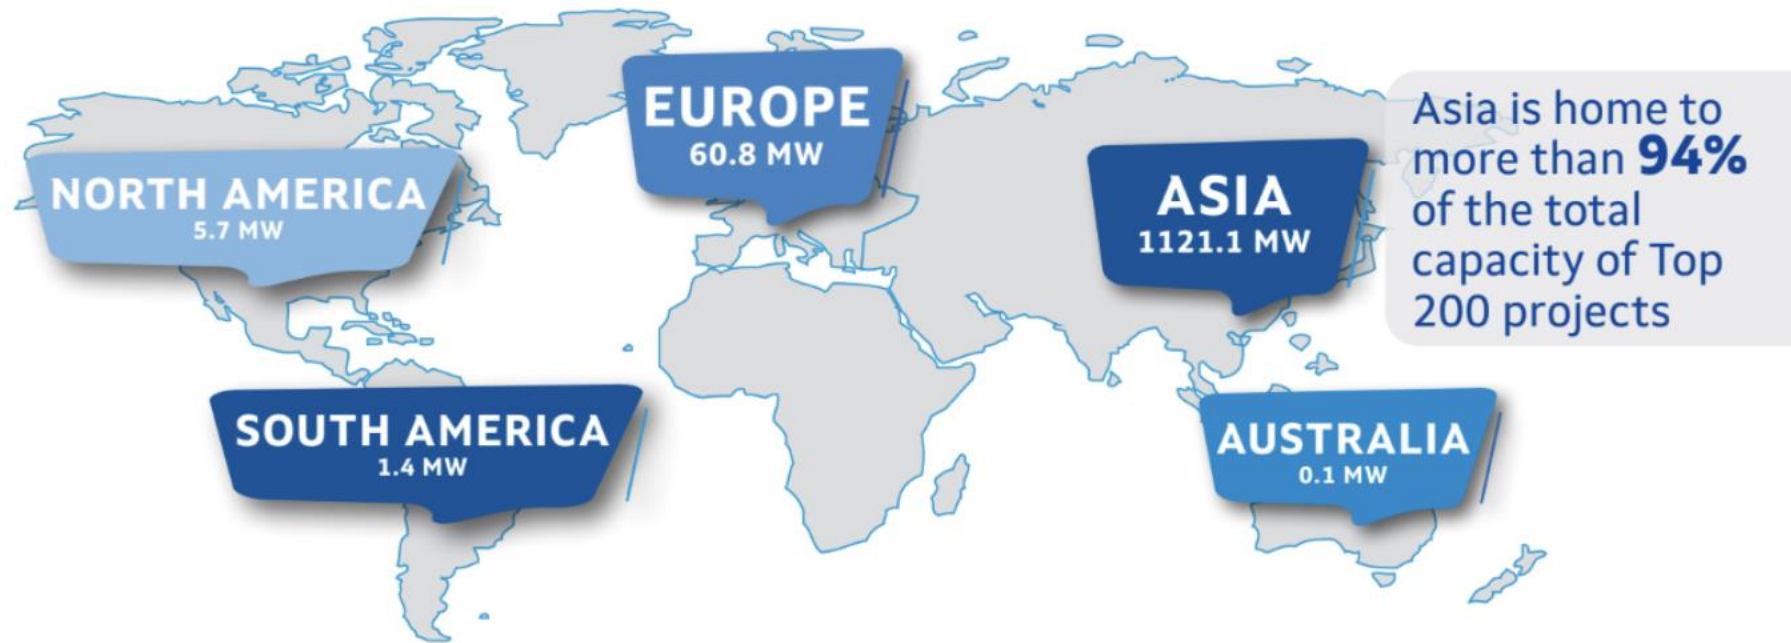 EUROPE
60.8 MW
NORTH AMERICA
5.7 MW
ASIA
1121.1 MW
Asia is home to
more than 94%
of the total
capacity of Top
200 projects
SOUTH AMERICA
1.4 MW
AUSTRALIA
0.1 MW